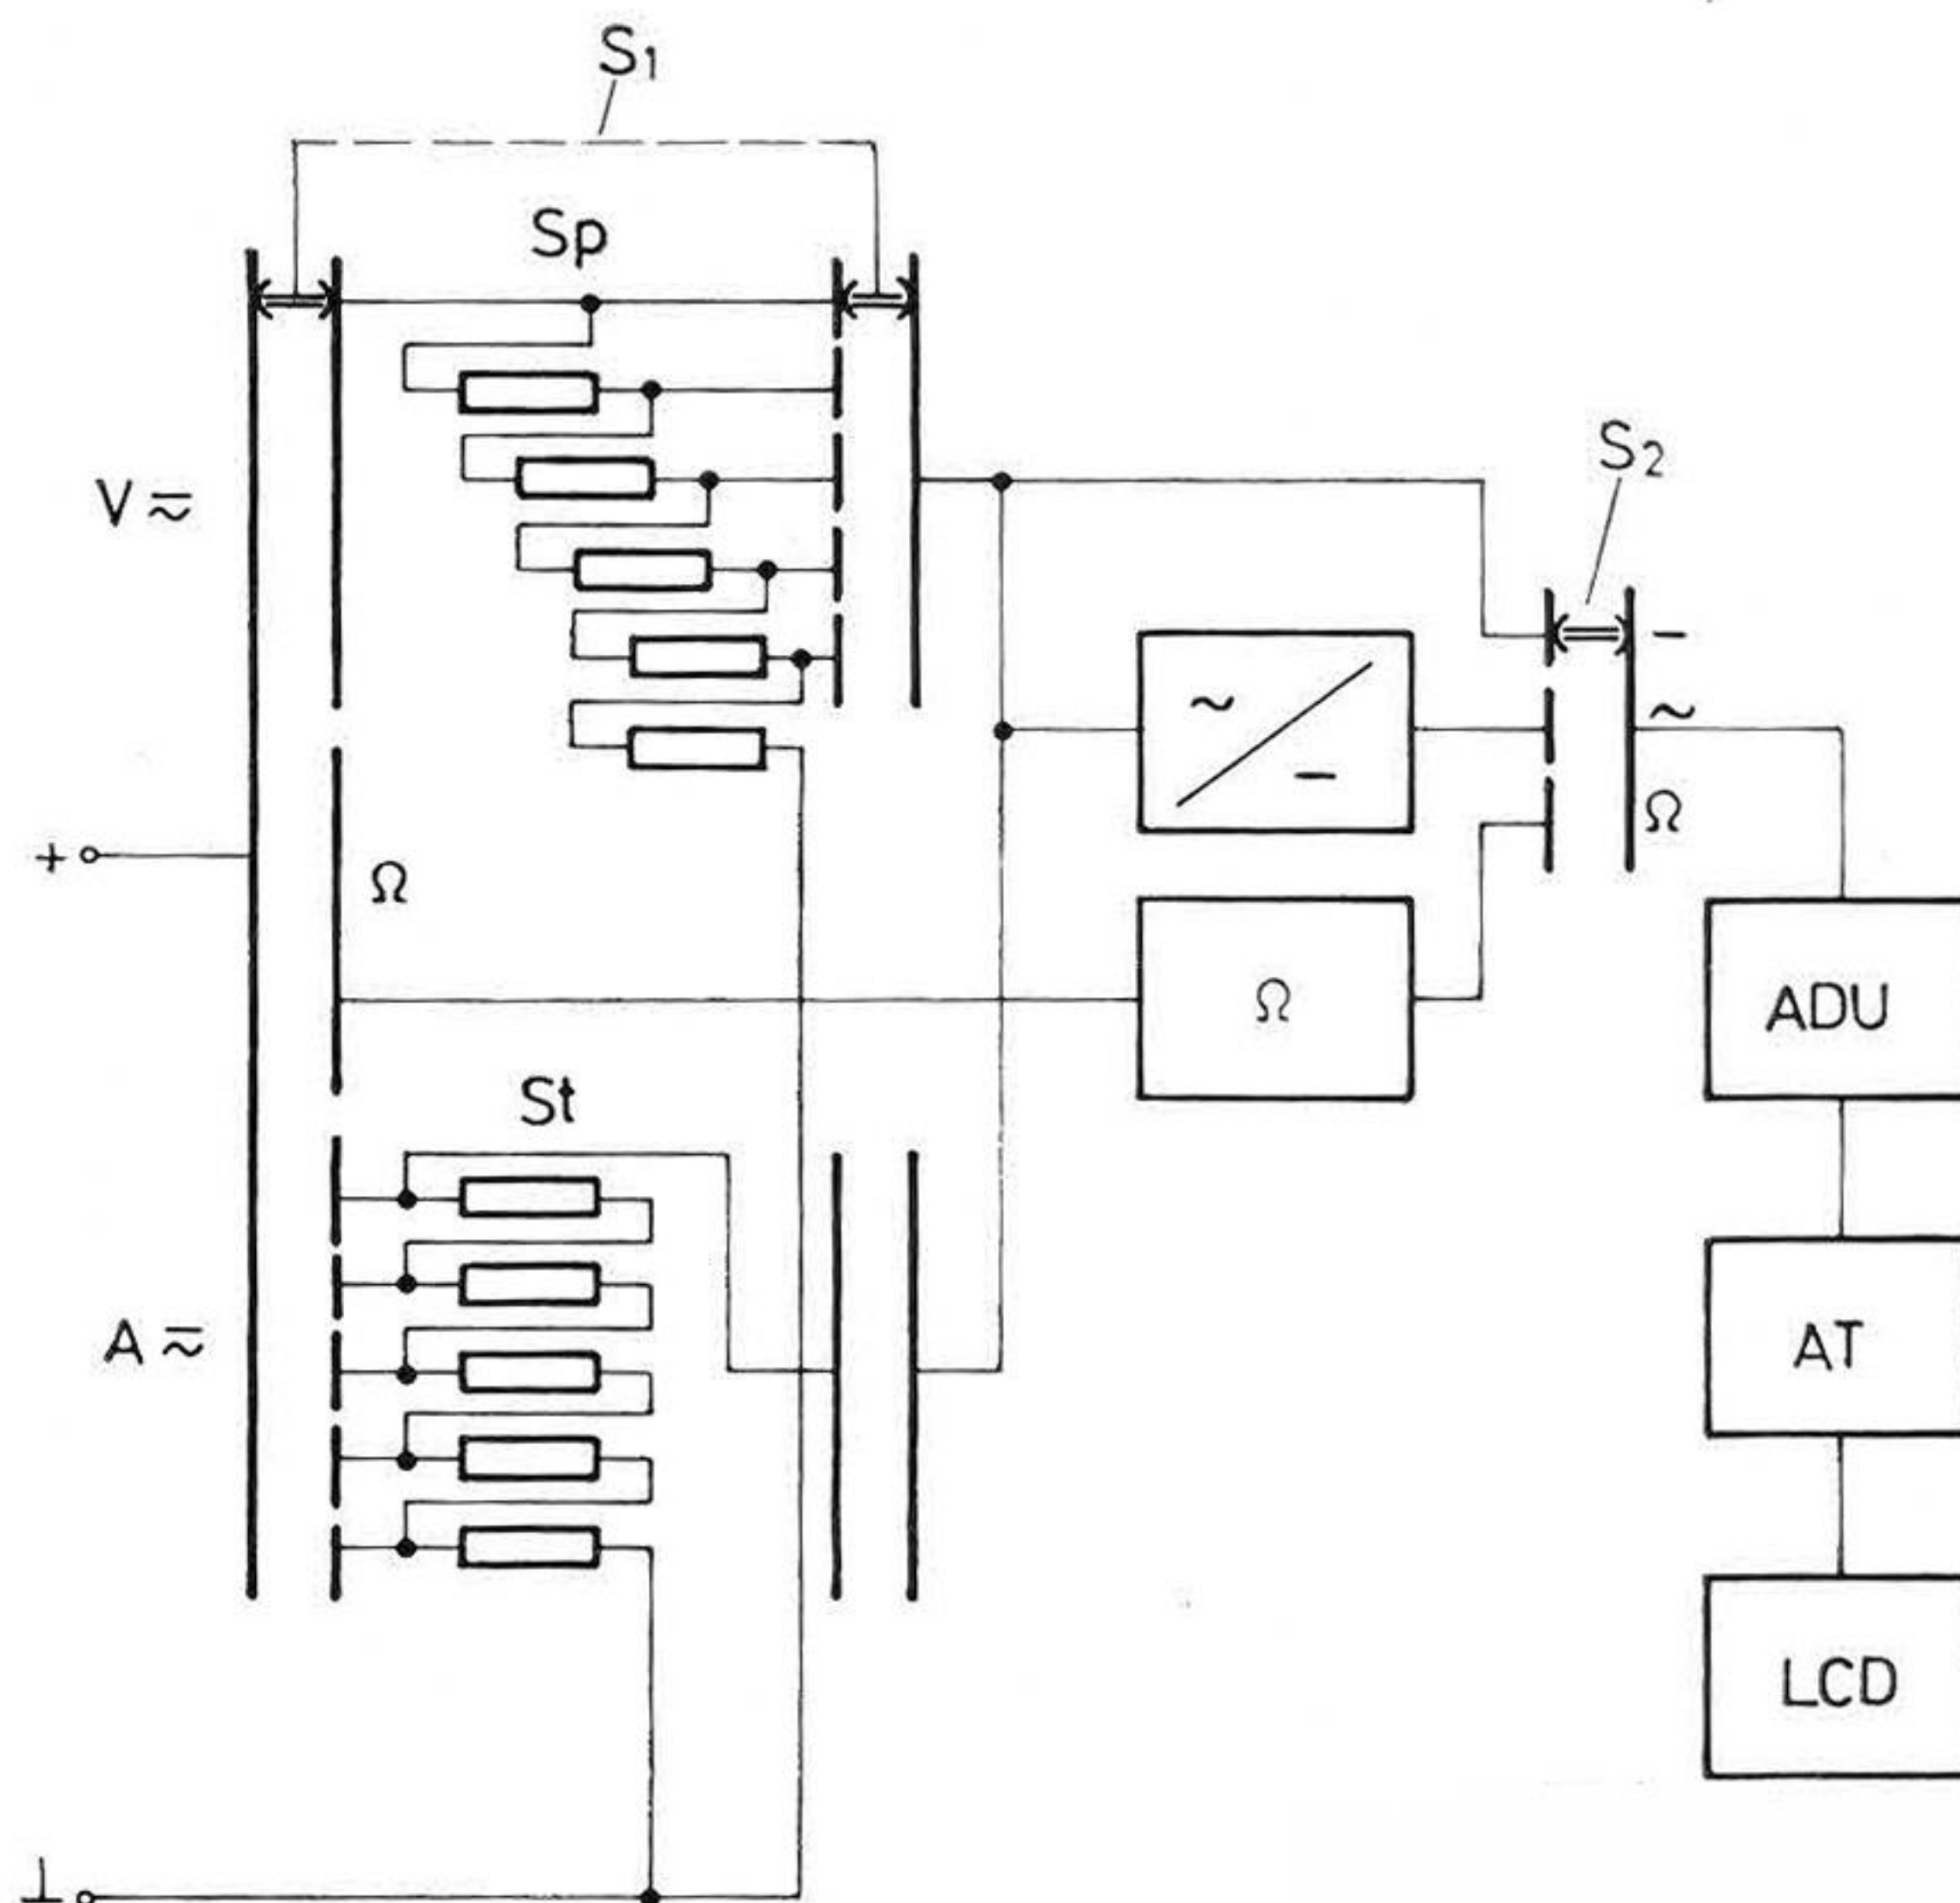 S1
Sp
V ≂
S2
+
~
–
–
~
Ω
Ω
Ω
ADU
St
A ≂
AT
LCD
⊥